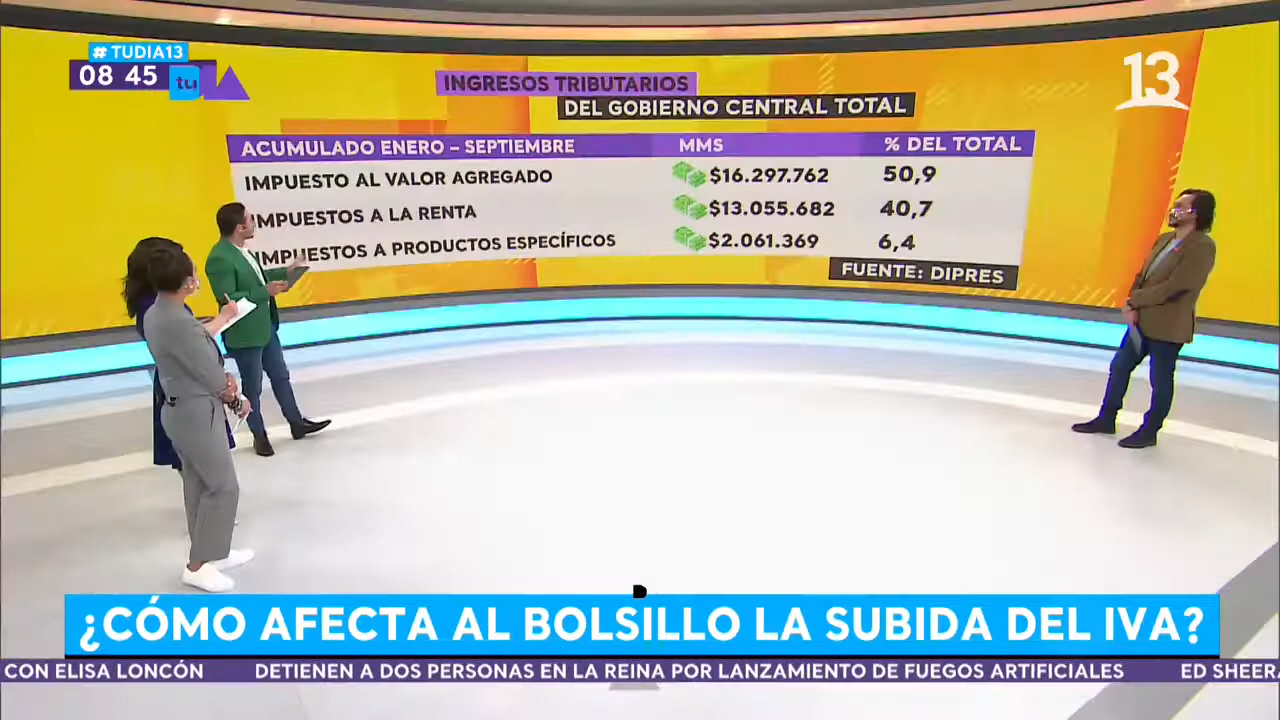 #TUDIA13
08 45 tu
13
INGRESOS TRIBUTARIOS
DEL GOBIERNO CENTRAL TOTAL
ACUMULADO ENERO – SEPTIEMBRE MMS % DEL TOTAL
IMPUESTO AL VALOR AGREGADO $16.297.762 50,9
IMPUESTOS A LA RENTA $13.055.682 40,7
IMPUESTOS A PRODUCTOS ESPECÍFICOS $2.061.369 6,4
FUENTE: DIPRES
¿CÓMO AFECTA AL BOLSILLO LA SUBIDA DEL IVA?
CON ELISA LONCÓN DETIENEN A DOS PERSONAS EN LA REINA POR LANZAMIENTO DE FUEGOS ARTIFICIALES ED SHEERA